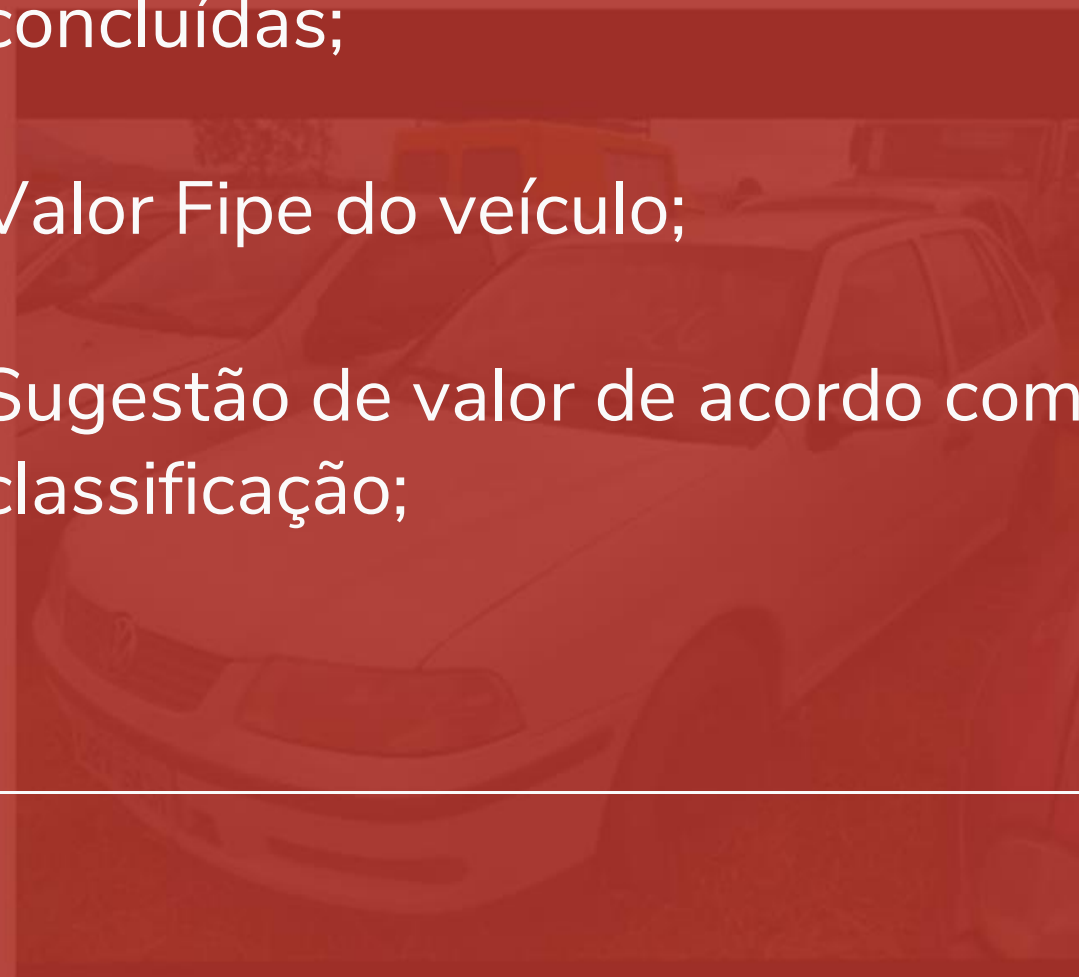 concluídas;
Valor Fipe do veículo;
Sugestão de valor de acordo com
classificação;